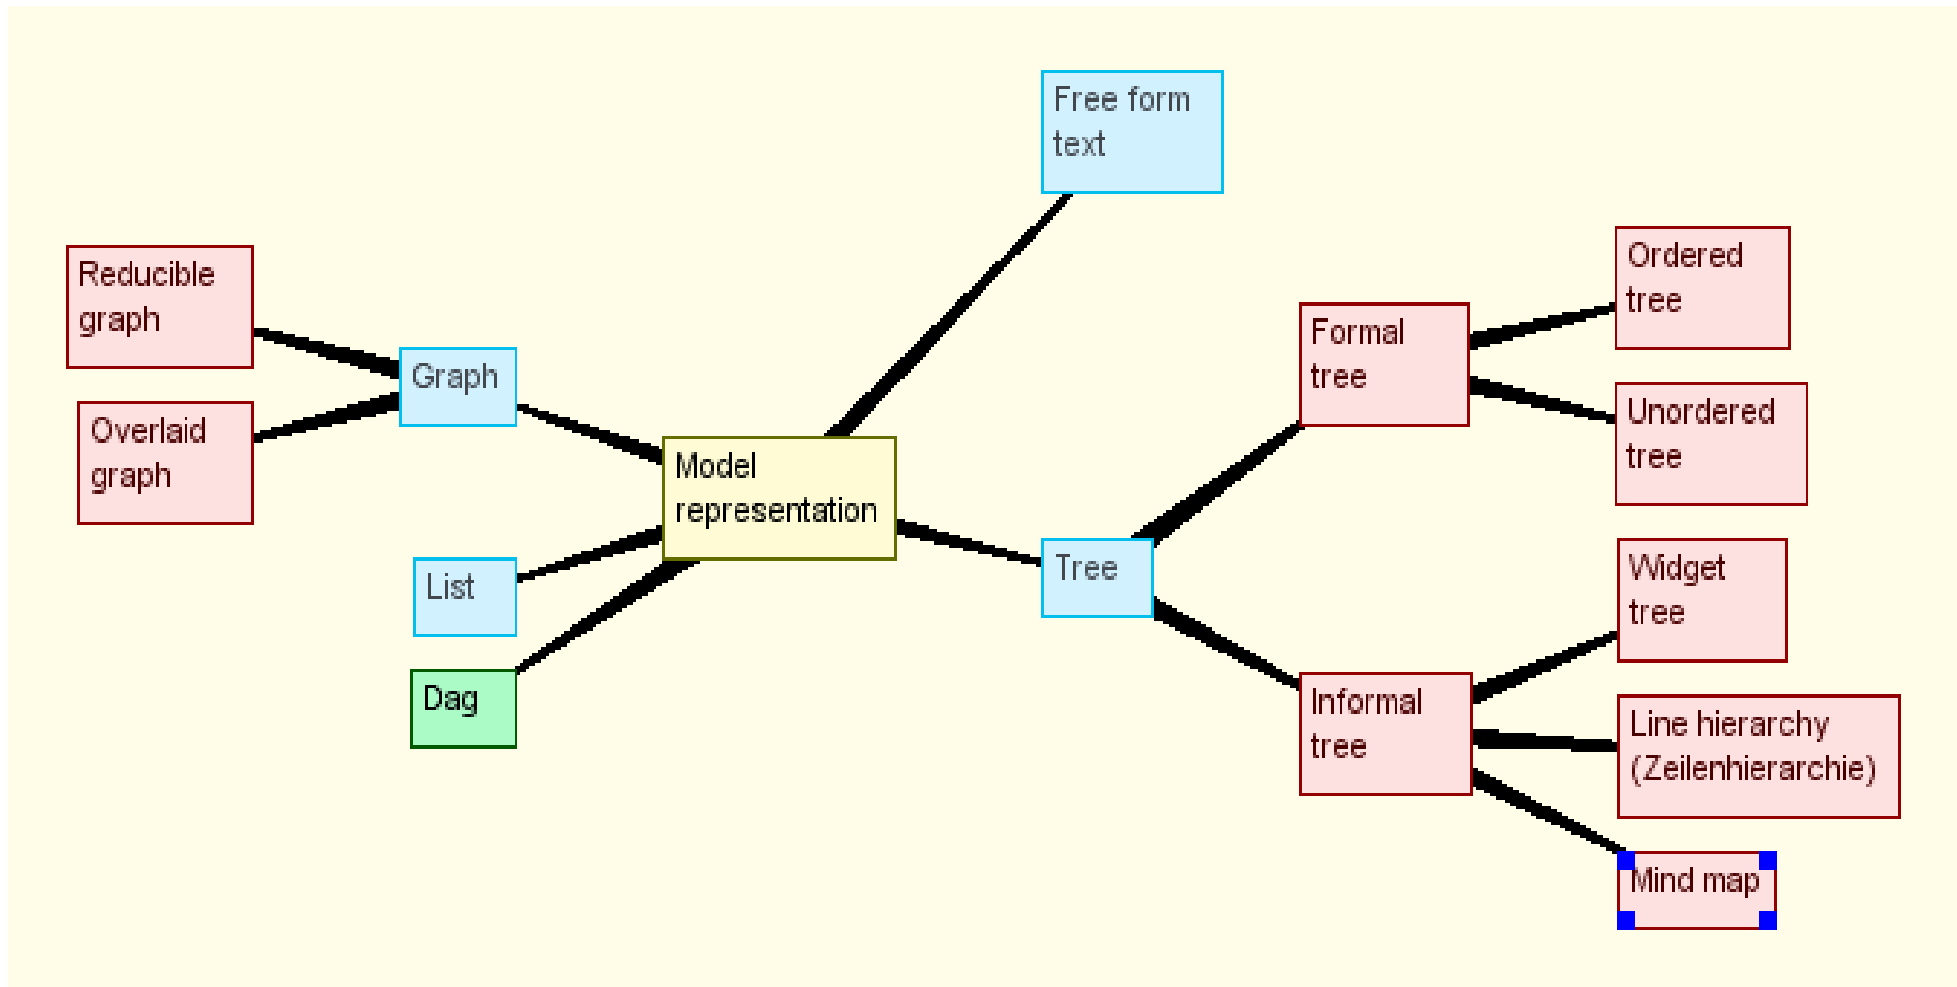 Free form
text
Reducible
graph
Overlaid
graph
Graph
Model
representation
List
Dag
Tree
Formal
tree
Ordered
tree
Unordered
tree
Informal
tree
Widget
tree
Line hierarchy
(Zeilenhierarchie)
Mind map